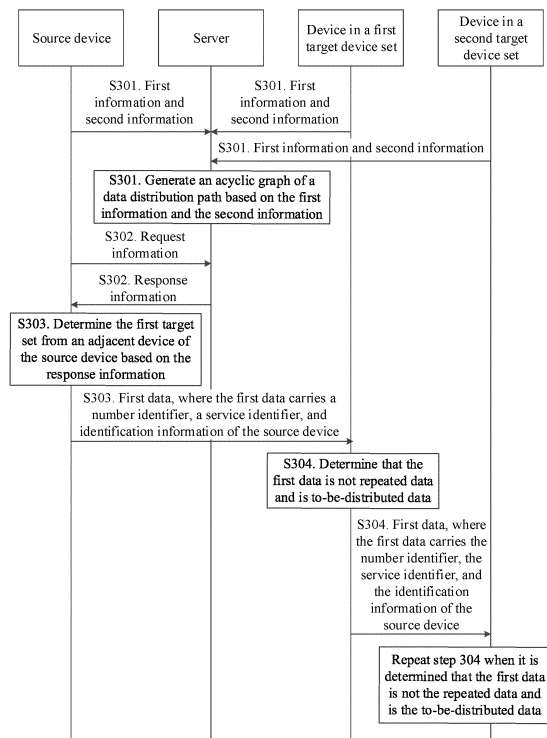 Source device
Server
Device in a first
target device set
Device in a
second target
device set
S301. First
information and
second information
S301. First
information and
second information
S301. First information and second information
S301. Generate an acyclic graph of a
data distribution path based on the first
information and the second information
S302. Request
information
S302. Response
information
S303. Determine the first target
set from an adjacent device of
the source device based on the
response information
S303. First data, where the first data carries a
number identifier, a service identifier, and
identification information of the source device
S304. Determine that the
first data is not repeated data
and is to-be-distributed data
S304. First data, where
the first data carries the
number identifier, the
service identifier, and
the identification
information of the
source device
Repeat step 304 when it is
determined that the first data
is not the repeated data and
is the to-be-distributed data